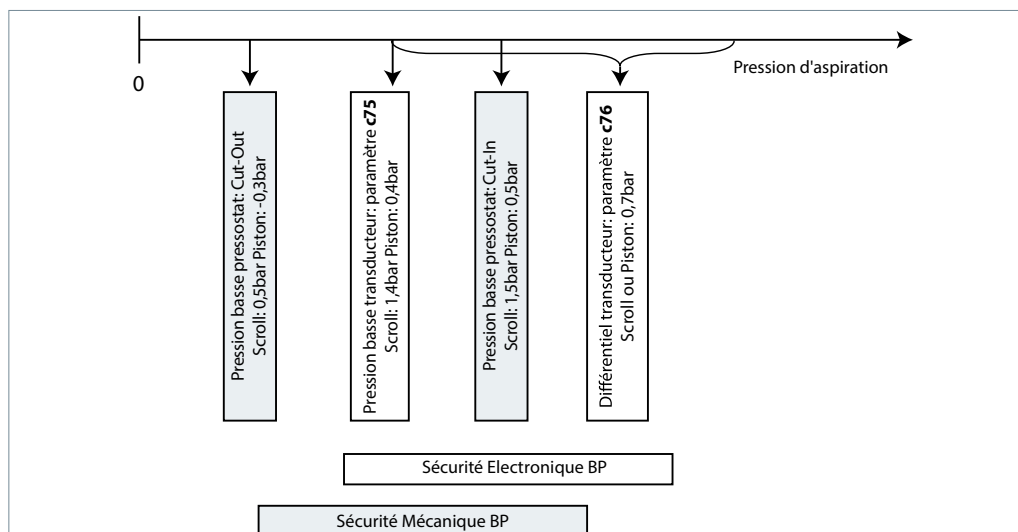 0
Pression d'aspiration
Pression basse pressostat: Cut-Out
Scroll: 0,5bar Piston: -0,3bar
Pression basse transducteur: paramètre c75
Scroll: 1,4bar Piston: 0,4bar
Pression basse pressostat: Cut-In
Scroll: 1,5bar Piston: 0,5bar
Différentiel transducteur: paramètre c76
Scroll ou Piston: 0,7bar
Sécurité Electronique BP
Sécurité Mécanique BP